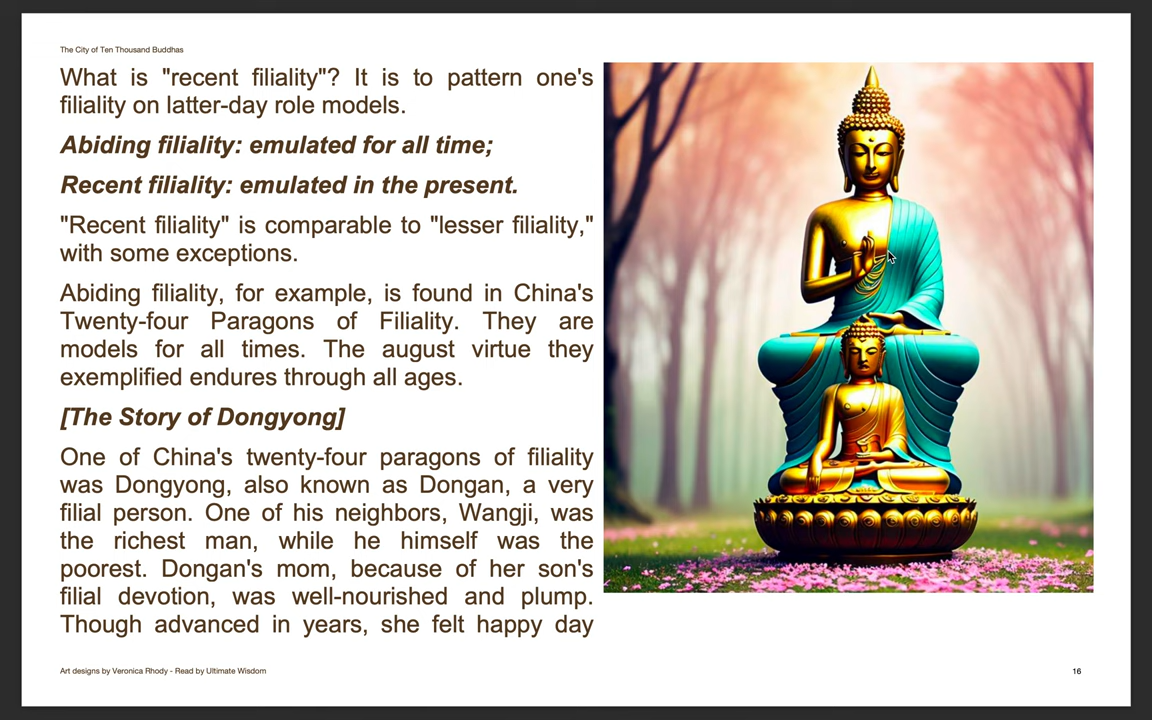 The City of Ten Thousand Buddhas
What is "recent filiality"? It is to pattern one's
filiality on latter-day role models.
Abiding filiality: emulated for all time;
Recent filiality: emulated in the present.
"Recent filiality" is comparable to "lesser filiality,"
with some exceptions.
Abiding filiality, for example, is found in China's
Twenty-four Paragons of Filiality. They are
models for all times. The august virtue they
exemplified endures through all ages.
[The Story of Dongyong]
One of China's twenty-four paragons of filiality
was Dongyong, also known as Dongan, a very
filial person. One of his neighbors, Wangji, was
the richest man, while he himself was the
poorest. Dongan's mom, because of her son's
filial devotion, was well-nourished and plump.
Though advanced in years, she felt happy day
Art designs by Veronica Rhody - Read by Ultimate Wisdom
16